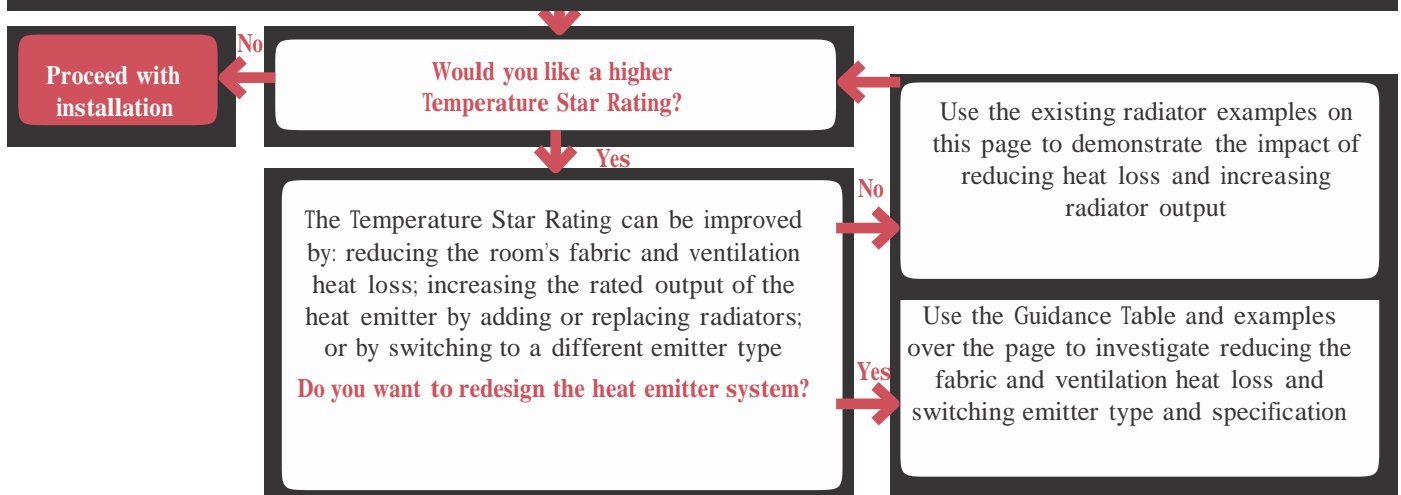 No
Proceed with
installation
Would you like a higher
Temperature Star Rating?
Yes
Use the existing radiator examples on
this page to demonstrate the impact of
reducing heat loss and increasing
radiator output
The Temperature Star Rating can be improved
by: reducing the room's fabric and ventilation
heat loss; increasing the rated output of the
heat emitter by adding or replacing radiators;
or by switching to a different emitter type
Do you want to redesign the heat emitter system?
No
Yes
Use the Guidance Table and examples
over the page to investigate reducing the
fabric and ventilation heat loss and
switching emitter type and specification